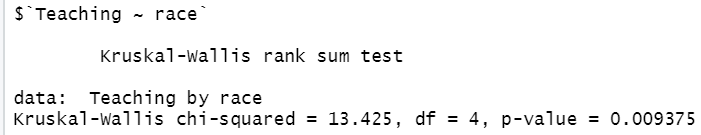 $`Teaching ~ race`
Kruskal-Wallis rank sum test
data:  Teaching by race
Kruskal-Wallis chi-squared = 13.425, df = 4, p-value = 0.009375